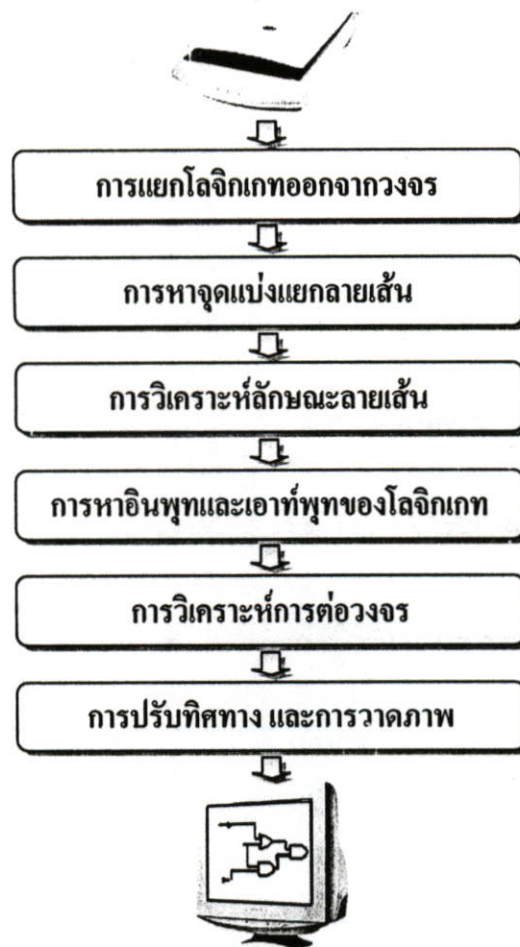 การแยกโลจิกเกทออกจากวงจร
การหาจุดแบ่งแยกลายเส้น
การวิเคราะห์ลักษณะลายเส้น
การหาอินพุทและเอาท์พุทของโลจิกเกท
การวิเคราะห์การต่อวงจร
การปรับทิศทาง และการวาดภาพ